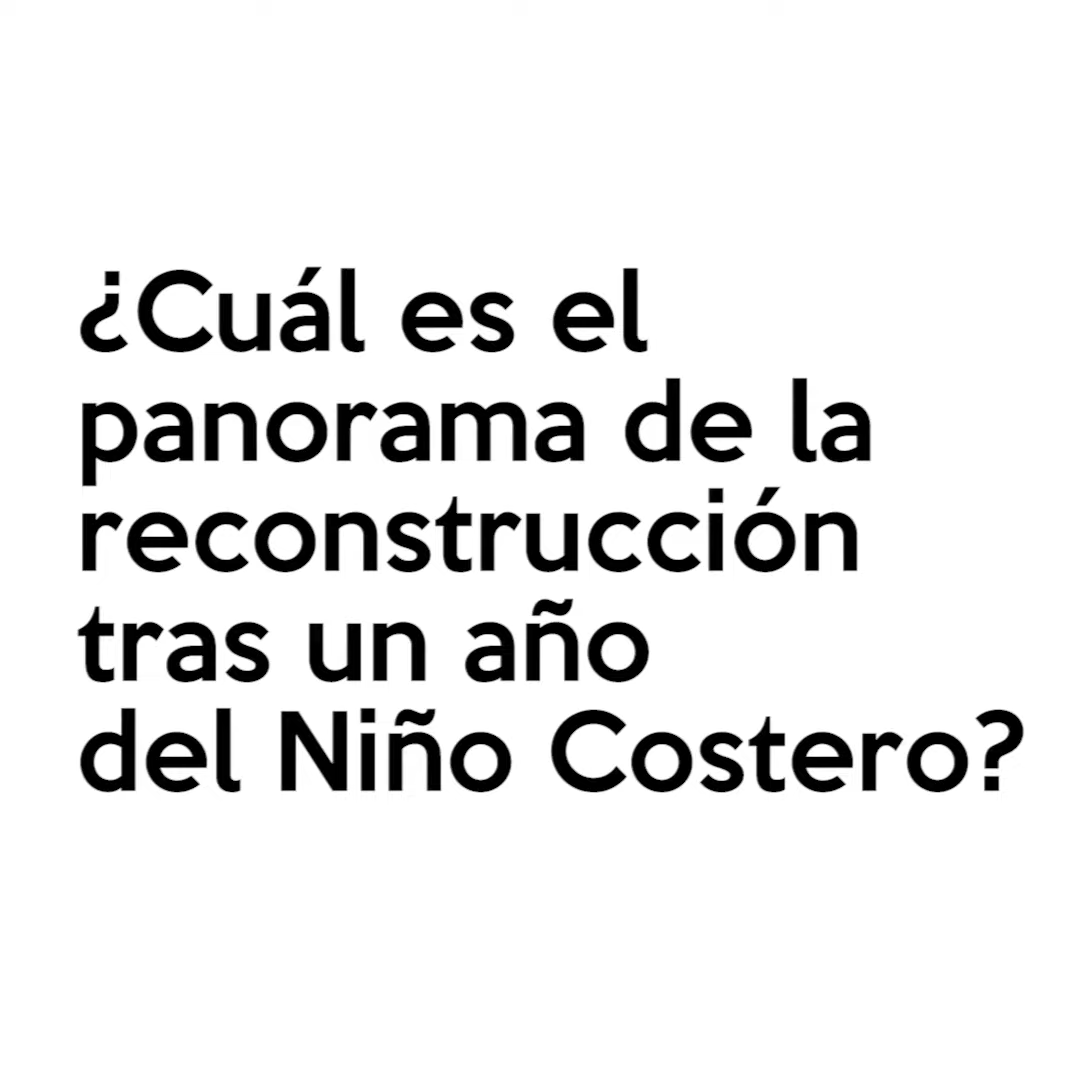 ¿Cuál es el
panorama de la
reconstrucción
tras un año
del Niño Costero?